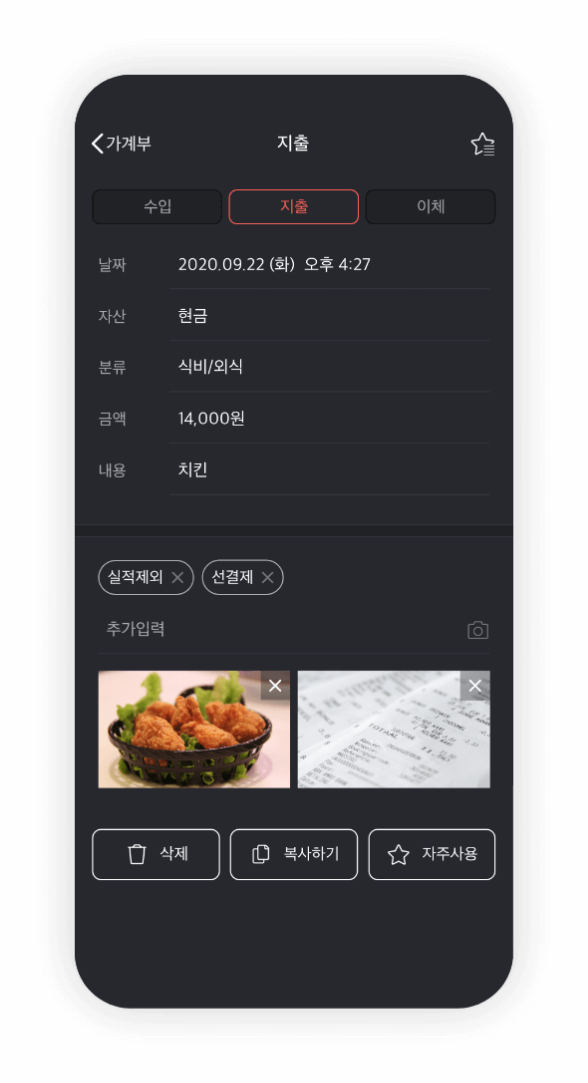 가계부 지출
수입 지출 이체
날짜 2020.09.22 (화) 오후 4:27
자산 현금
분류 식비/외식
금액 14,000원
내용 치킨
실적제외 선결제
추가입력
TOTAAL
삭제 복사하기 자주사용